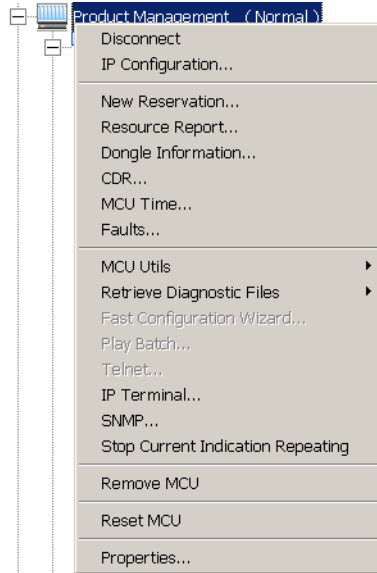 Product Management (Normal)
Disconnect
IP Configuration...
New Reservation...
Resource Report...
Dongle Information...
CDR...
MCU Time...
Faults...
MCU Utils
Retrieve Diagnostic Files
Fast Configuration Wizard...
Play Batch...
Telnet...
IP Terminal...
SNMP...
Stop Current Indication Repeating
Remove MCU
Reset MCU
Properties...